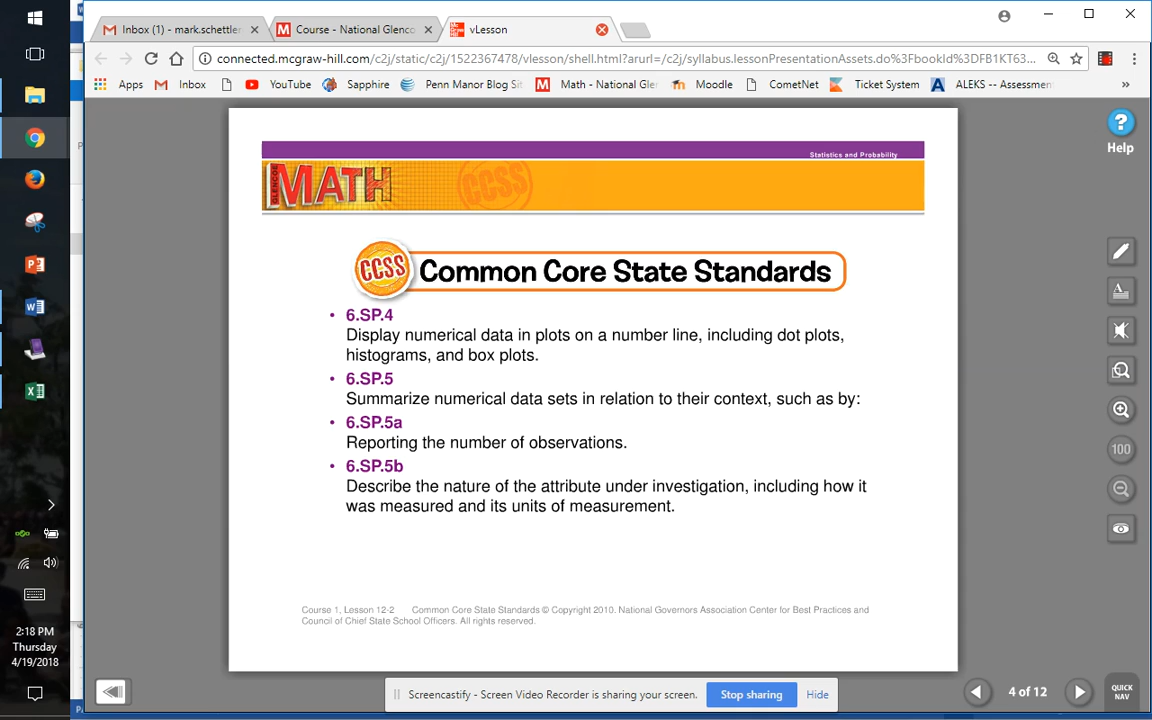 Inbox (1) - mark.schettler
Course - National Glenco
vLesson
connected.mcgraw-hill.com/c2j/static/c2j/1522367478/vlesson/shell.html?arurl=/c2j/syllabus.lessonPresentationAssets.do%3FbookId%3DFB1KT63...
Apps
Inbox
YouTube
Sapphire
Penn Manor Blog Sit
Math - National Gle
Moodle
CometNet
Ticket System
ALEKS -- Assessmen
»
Help
Statistics and Probability
GLENCOE
MATH
CCSS
CCSS
Common Core State Standards
• 6.SP.4
Display numerical data in plots on a number line, including dot plots,
histograms, and box plots.
• 6.SP.5
Summarize numerical data sets in relation to their context, such as by:
• 6.SP.5a
Reporting the number of observations.
• 6.SP.5b
Describe the nature of the attribute under investigation, including how it
was measured and its units of measurement.
Course 1, Lesson 12-2 Common Core State Standards © Copyright 2010. National Governors Association Center for Best Practices and
Council of Chief State School Officers. All rights reserved.
100
Screencastify - Screen Video Recorder is sharing your screen.
Stop sharing
Hide
4 of 12
QUICK
NAV
2:18 PM
Thursday
4/19/2018